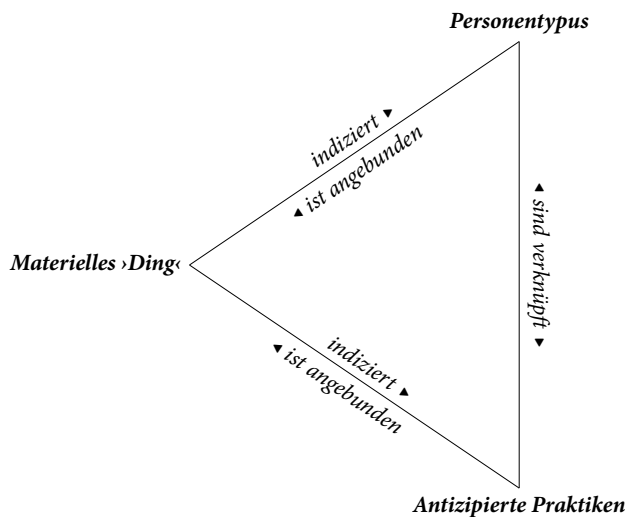 Personentypus
indiziert ▶
◀ ist angebunden
◀ sind verknüpft ▶
Materielles ›Ding‹
indiziert ▶
◀ ist angebunden
Antizipierte Praktiken